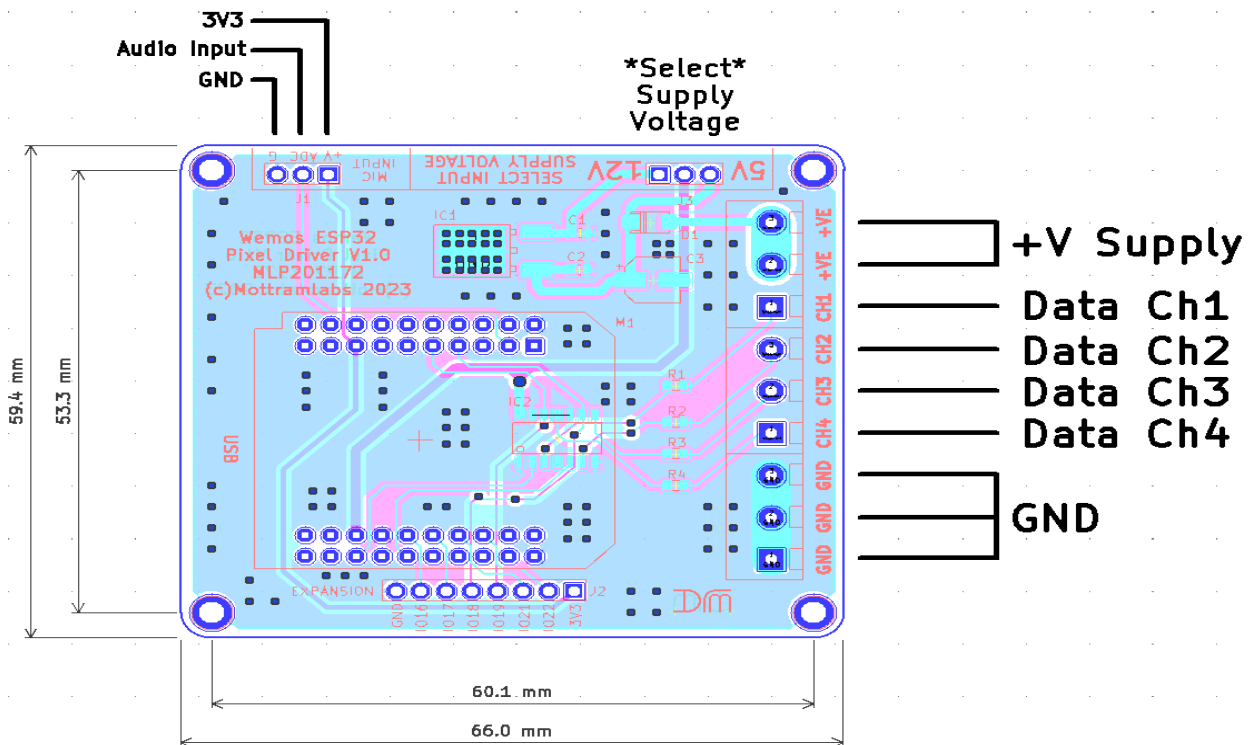 3V3
Audio Input
GND
*Select*
Supply
Voltage
G
ADC
+V
MIC
INPUT
SELECT INPUT
SUPPLY VOLTAGE
12V
5V
J1
J3
IC1
C1
D1
C2
C3
Wemos ESP32
Pixel Driver V1.0
MLP201172
(c)Mottramlabs 2023
M1
+VE
+VE
CH1
CH2
CH3
CH4
GND
GND
GND
+V Supply
Data Ch1
Data Ch2
Data Ch3
Data Ch4
GND
R1
R2
R3
R4
IC2
USB
EXPANSION
J2
GND
IO16
IO17
IO18
IO19
IO21
IO22
3V3
59.4 mm
53.3 mm
60.1 mm
66.0 mm